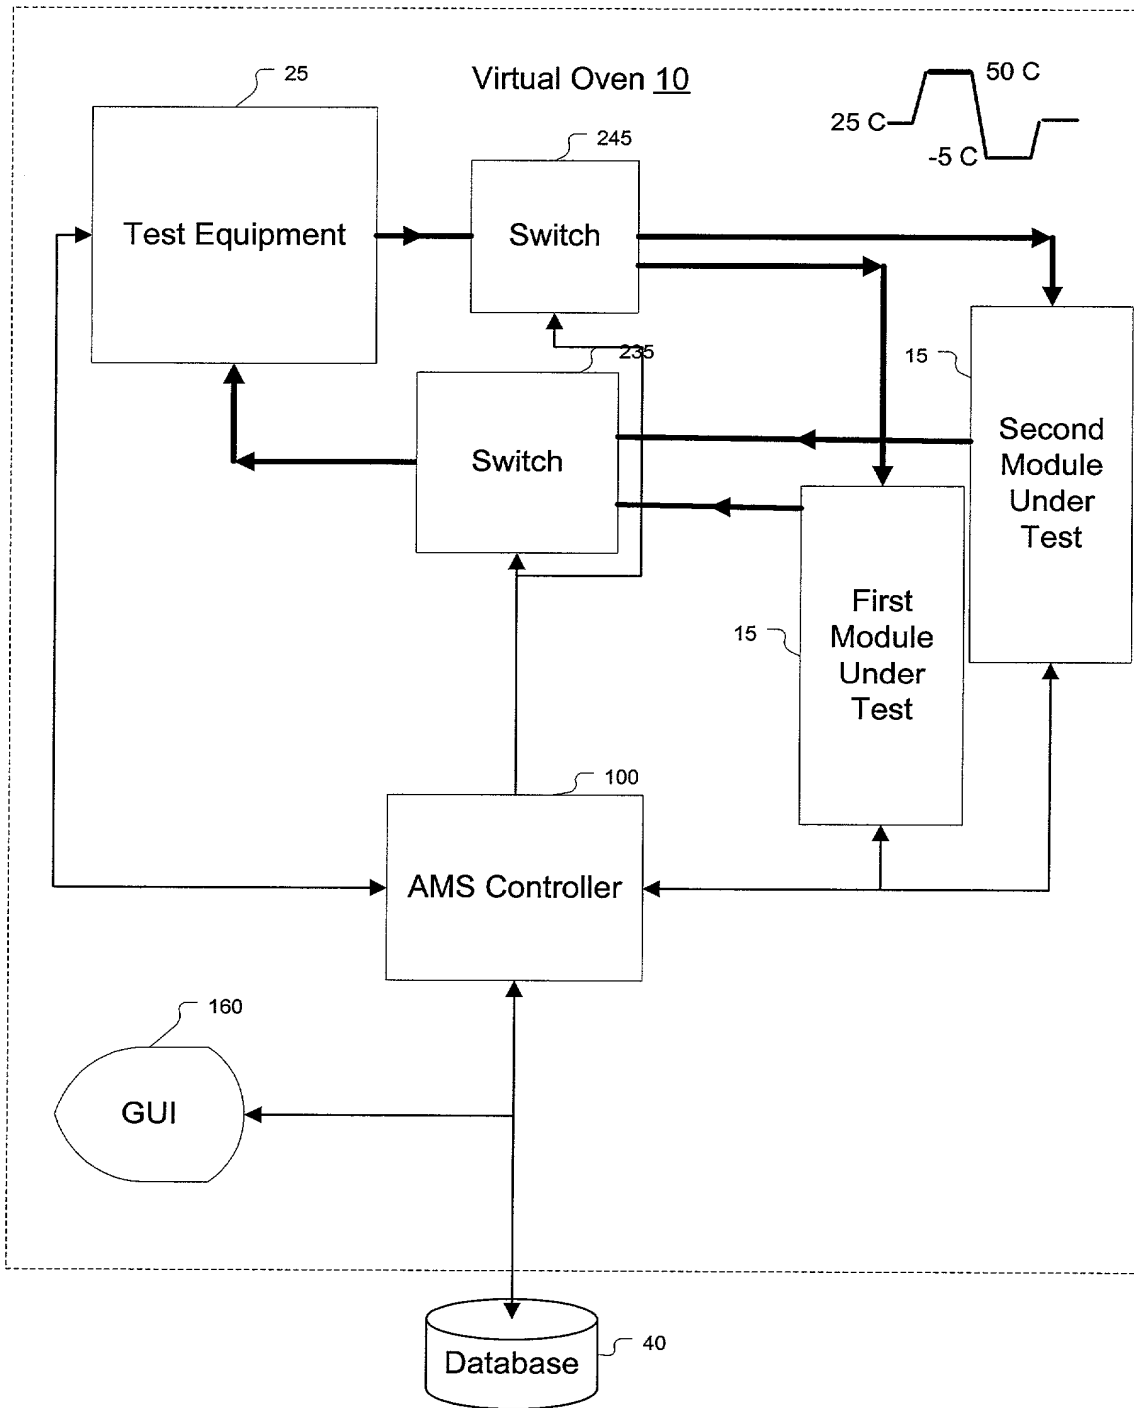 25
Virtual Oven 10
50 C
25 C
-5 C
245
Test Equipment
Switch
235
15
Switch
Second
Module
Under
Test
15
First
Module
Under
Test
100
AMS Controller
160
GUI
Database
40